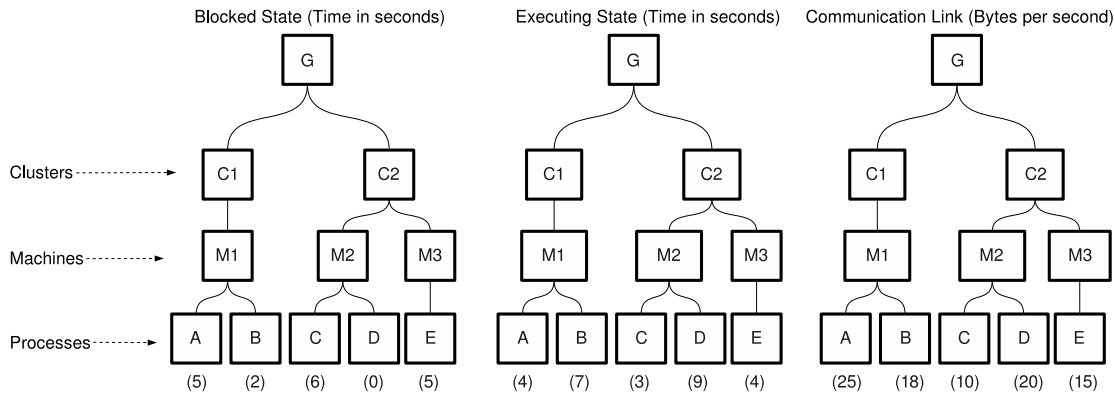 Blocked State (Time in seconds) Executing State (Time in seconds) Communication Link (Bytes per second)
G G G
Clusters C1 C2 C1 C2 C1 C2
Machines M1 M2 M3 M1 M2 M3 M1 M2 M3
Processes A B C D E A B C D E A B C D E
(5) (2) (6) (0) (5) (4) (7) (3) (9) (4) (25) (18) (10) (20) (15)